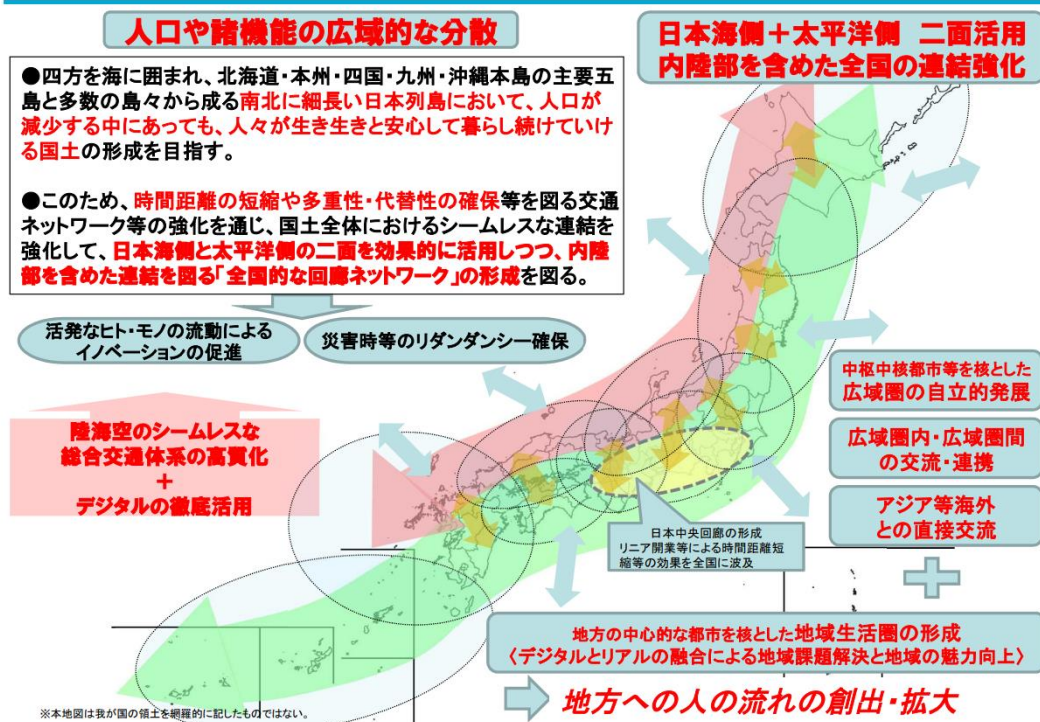 人口や諸機能の広域的な分散
日本海側＋太平洋側 二面活用
内陸部を含めた全国の連結強化
●四方を海に囲まれ、北海道・本州・四国・九州・沖縄本島の主要五
島と多数の島々から成る南北に細長い日本列島において、人口が
減少する中にあっても、人々が生き生きと安心して暮らし続けていけ
る国土の形成を目指す。
●このため、時間距離の短縮や多重性・代替性の確保等を図る交通
ネットワーク等の強化を通じ、国土全体におけるシームレスな連結を
強化して、日本海側と太平洋側の二面を効果的に活用しつつ、内陸
部を含めた連結を図る「全国的な回廊ネットワーク」の形成を図る。
活発なヒト・モノの流動による
イノベーションの促進
災害時等のリダンダンシー確保
陸海空のシームレスな
総合交通体系の高質化
＋
デジタルの徹底活用
中枢中核都市等を核とした
広域圏の自立的発展
広域圏内・広域圏間
の交流・連携
アジア等海外
との直接交流
日本中央回廊の形成
リニア開業等による時間距離短
縮等の効果を全国に波及
地方の中心的な都市を核とした地域生活圏の形成
〈デジタルとリアルの融合による地域課題解決と地域の魅力向上〉
地方への人の流れの創出・拡大
※本地図は我が国の領土を網羅的に記したものではない。